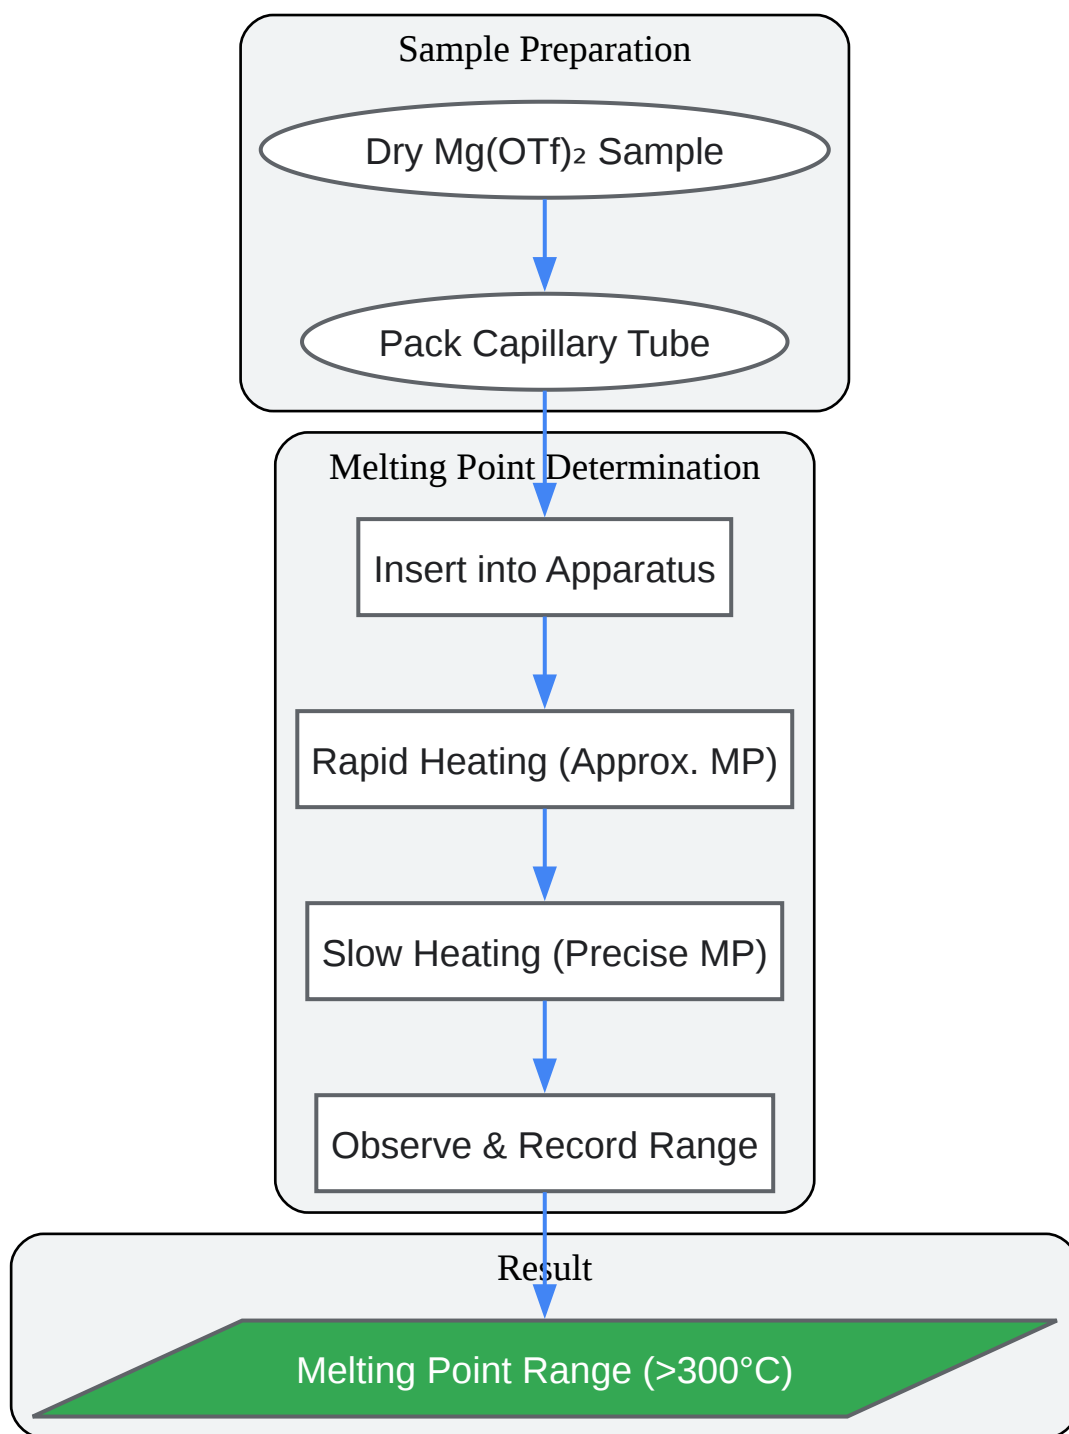 Sample Preparation
Dry Mg(OTf)₂ Sample
Pack Capillary Tube
Melting Point Determination
Insert into Apparatus
Rapid Heating (Approx. MP)
Slow Heating (Precise MP)
Observe & Record Range
Result
Melting Point Range (>300°C)